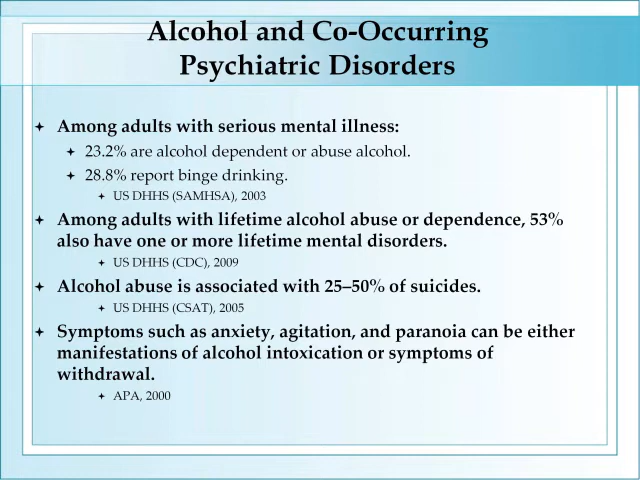 Alcohol and Co-Occurring
Psychiatric Disorders
Among adults with serious mental illness:
23.2% are alcohol dependent or abuse alcohol.
28.8% report binge drinking.
US DHHS (SAMHSA), 2003
Among adults with lifetime alcohol abuse or dependence, 53%
also have one or more lifetime mental disorders.
US DHHS (CDC), 2009
Alcohol abuse is associated with 25–50% of suicides.
US DHHS (CSAT), 2005
Symptoms such as anxiety, agitation, and paranoia can be either
manifestations of alcohol intoxication or symptoms of
withdrawal.
APA, 2000